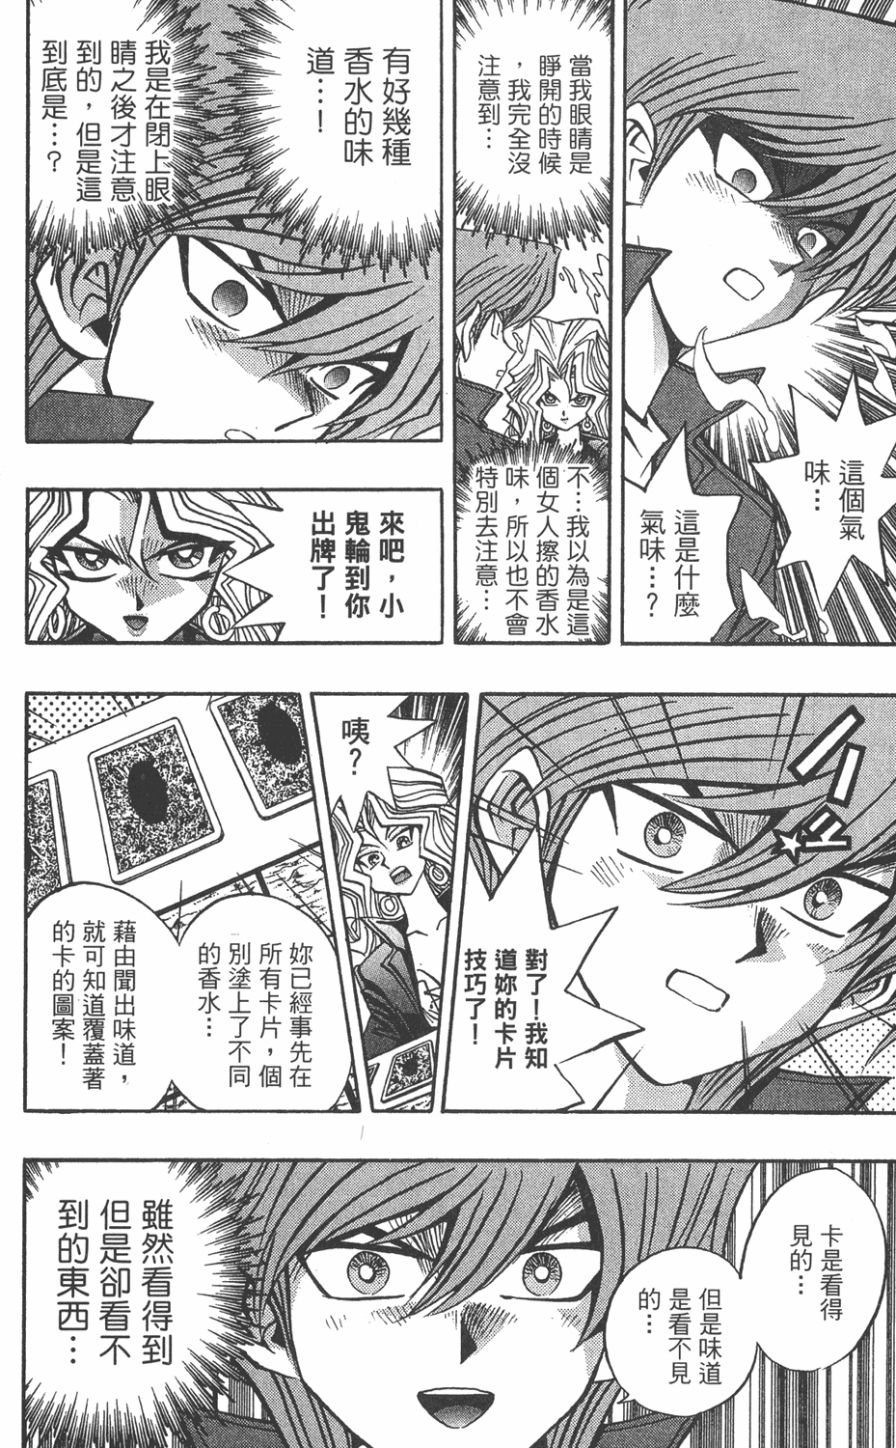 這個氣
味…
這是什麼
氣味…?
當我眼睛是
睜開的時候
，我完全沒
注意到…
不…我以為是這
個女人擦的香水
味，所以也不會
特別去注意…
有好幾種
香水的味
道…!
我是在閉上眼
睛之後才注意
到的，但是這
到底是…?
來吧，小
鬼輪到你
出牌了!
對了!我知
道妳的卡片
技巧了!
咦?
妳已經事先在
所有卡片，個
別塗上了不同
的香水…
藉由聞出味道，
就可知道覆蓋著
的卡的圖案!
卡是看得
見的…
但是味道
是看不見
的…
雖然看得到
但是卻看不
到的東西…